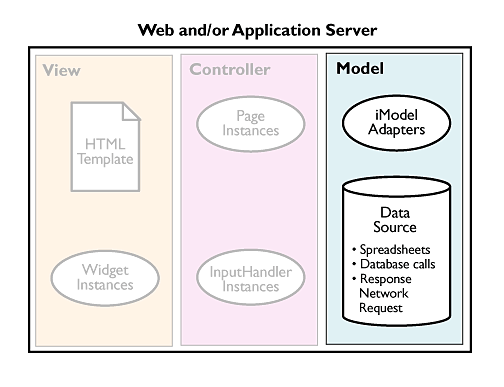 Web and/or Application Server
View
HTML
Template
Widget
Instances
Controller
Page
Instances
InputHandler
Instances
Model
iModel
Adapters
Data
Source
• Spreadsheets
• Database calls
• Response
Network
Request